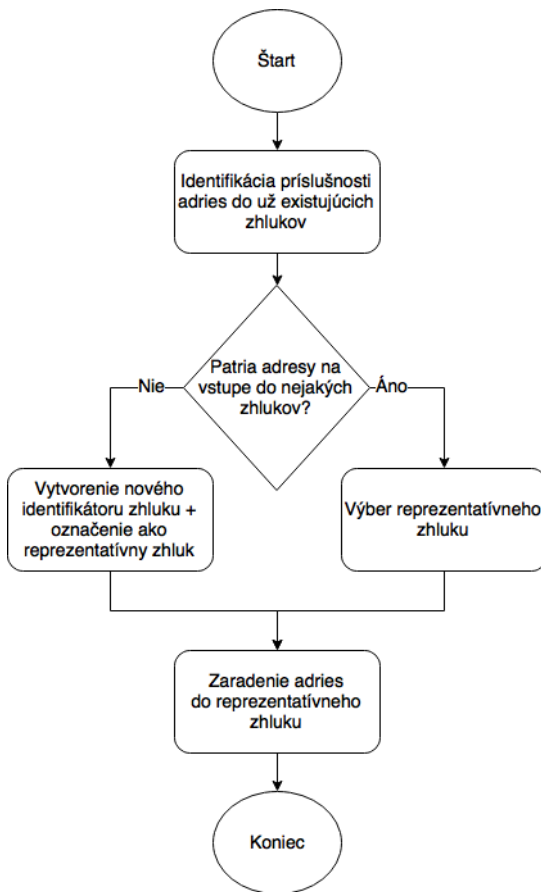 Štart
Identifikácia príslušnosti
adries do už existujúcich
zhlukov
Patria adresy na
vstupe do nejakých
zhlukov?
Nie
Áno
Vytvorenie nového
identifikátoru zhluku +
označenie ako
reprezentatívny zhluk
Výber reprezentatívneho
zhluku
Zaradenie adries
do reprezentatívneho
zhluku
Koniec